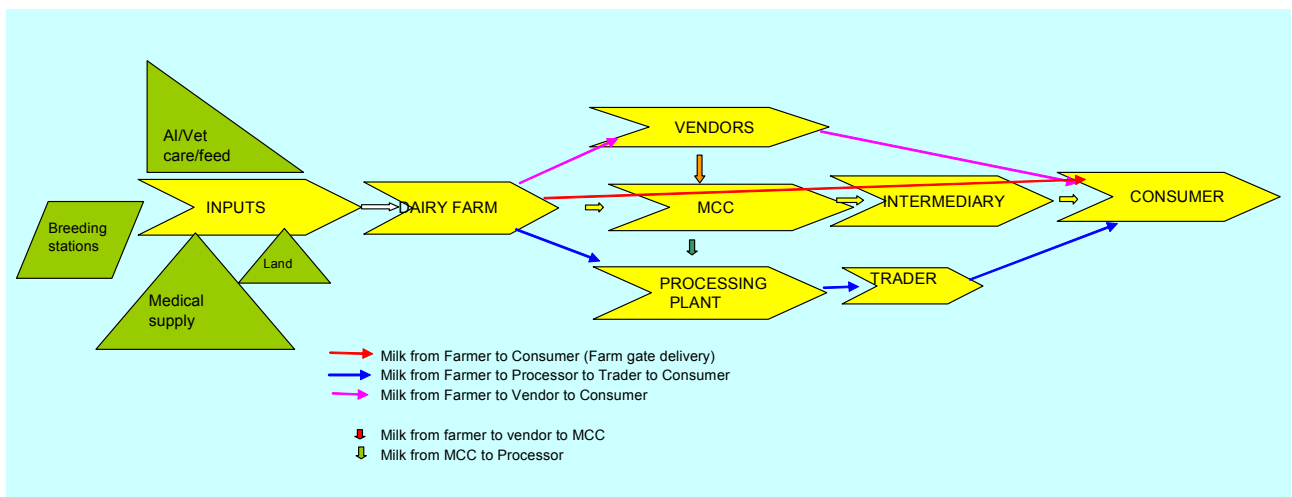 AI/Vet
care/feed
VENDORS
INPUTS
DAIRY FARM
MCC
INTERMEDIARY
CONSUMER
Breeding
stations
Land
Medical
supply
PROCESSING
PLANT
TRADER
Milk from Farmer to Consumer (Farm gate delivery)
Milk from Farmer to Processor to Trader to Consumer
Milk from Farmer to Vendor to Consumer
Milk from farmer to vendor to MCC
Milk from MCC to Processor